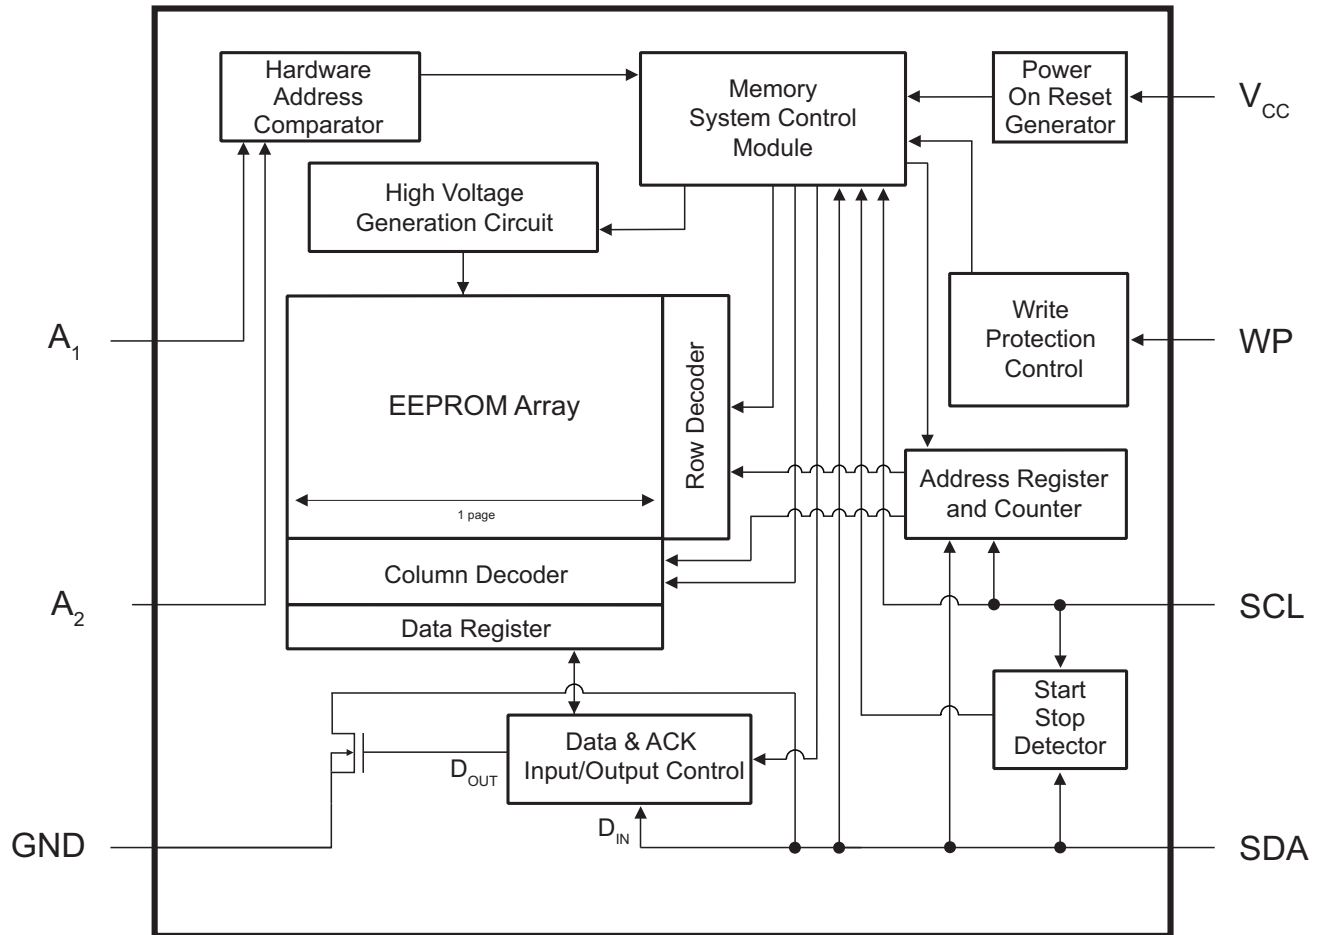 Hardware
Address
Comparator
Memory
System Control
Module
Power
On Reset
Generator
VCC
High Voltage
Generation Circuit
A1
EEPROM Array
1 page
Row Decoder
Write
Protection
Control
WP
Column Decoder
Data Register
Address Register
and Counter
A2
SCL
Start
Stop
Detector
Data & ACK
Input/Output Control
DOUT
DIN
GND
SDA